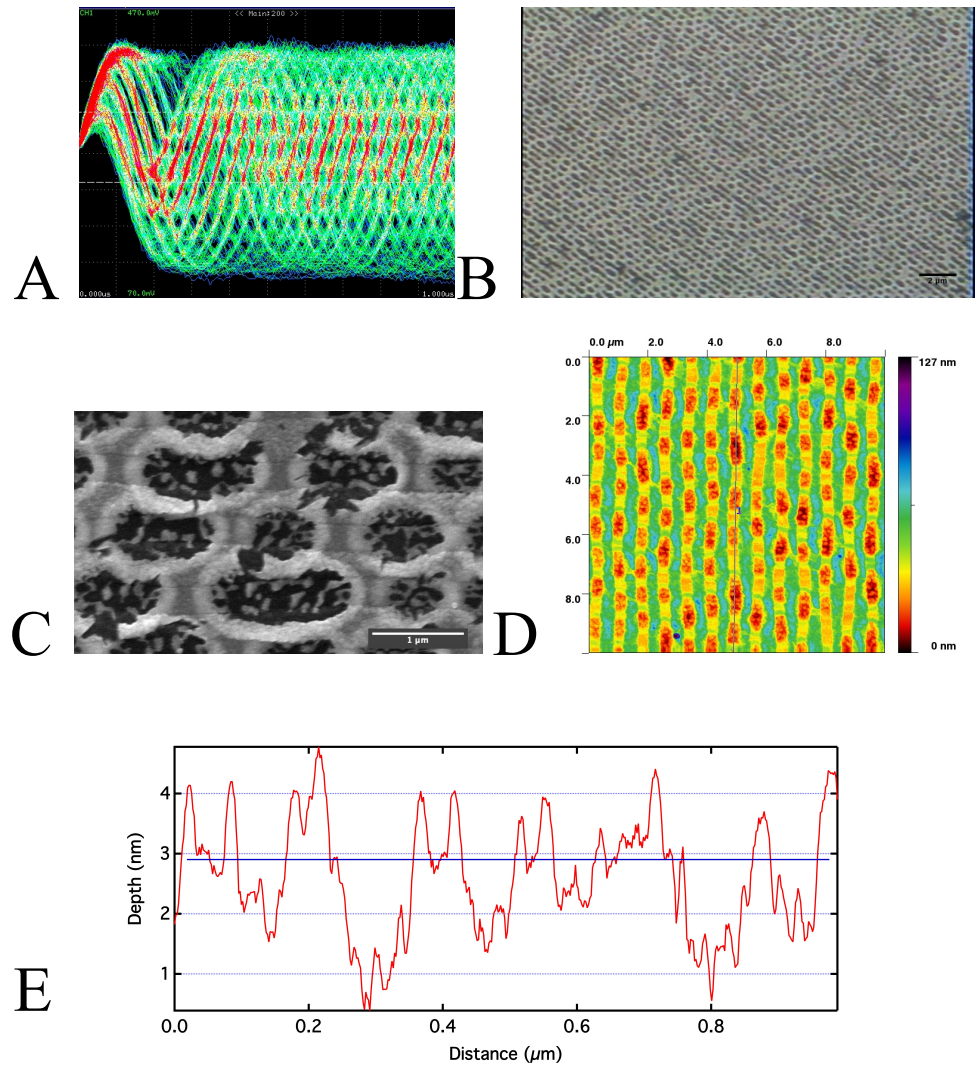 CH1 470.0mV << Main:200 >>
0.000us 70.0mV 1.000us
A
2 µm
B
1 µm
C
0.0 µm 2.0 4.0 6.0 8.0
0.0
2.0
4.0
6.0
8.0
127 nm
0 nm
1
D
4
3
2
1
Depth (nm)
0.0 0.2 0.4 0.6 0.8
Distance (µm)
E